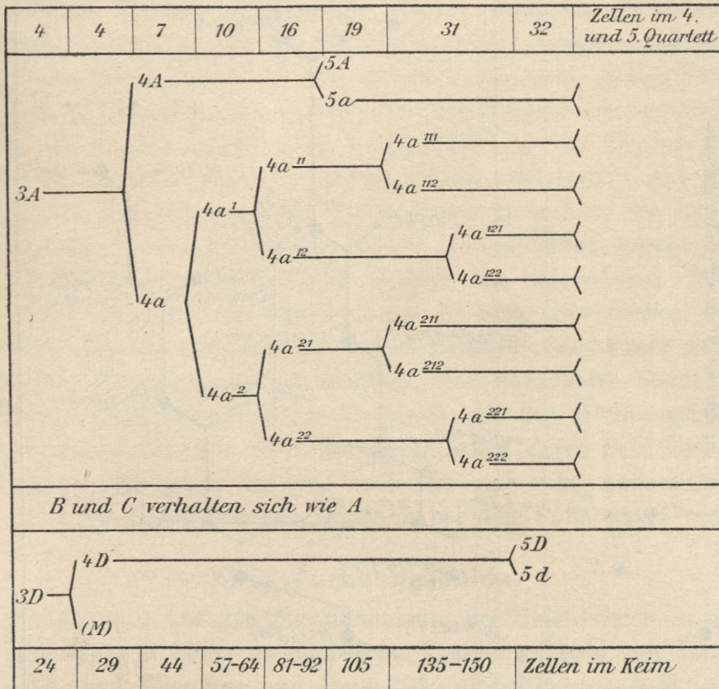 4 4 7 10 16 19 31 32 Zellen im 4.
und 5. Quartett
5A
4A
5a
4a¹¹¹
4a¹¹
4a¹¹²
3A
4a¹
4a¹²¹
4a¹²
4a¹²²
4a
4a²¹¹
4a²¹
4a²¹²
4a²
4a²²¹
4a²²
4a²²²
B und C verhalten sich wie A
4D 5D
5d
3D
(M)
24 29 44 57-64 81-92 105 135-150 Zellen im Keim